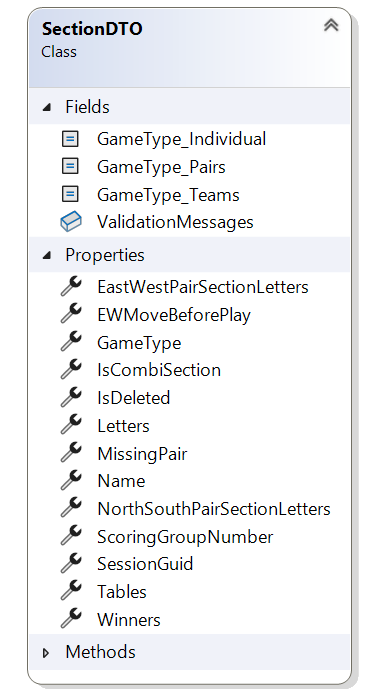 SectionDTO
Class
Fields
GameType_Individual
GameType_Pairs
GameType_Teams
ValidationMessages
Properties
EastWestPairSectionLetters
EWMoveBeforePlay
GameType
IsCombiSection
IsDeleted
Letters
MissingPair
Name
NorthSouthPairSectionLetters
ScoringGroupNumber
SessionGuid
Tables
Winners
Methods